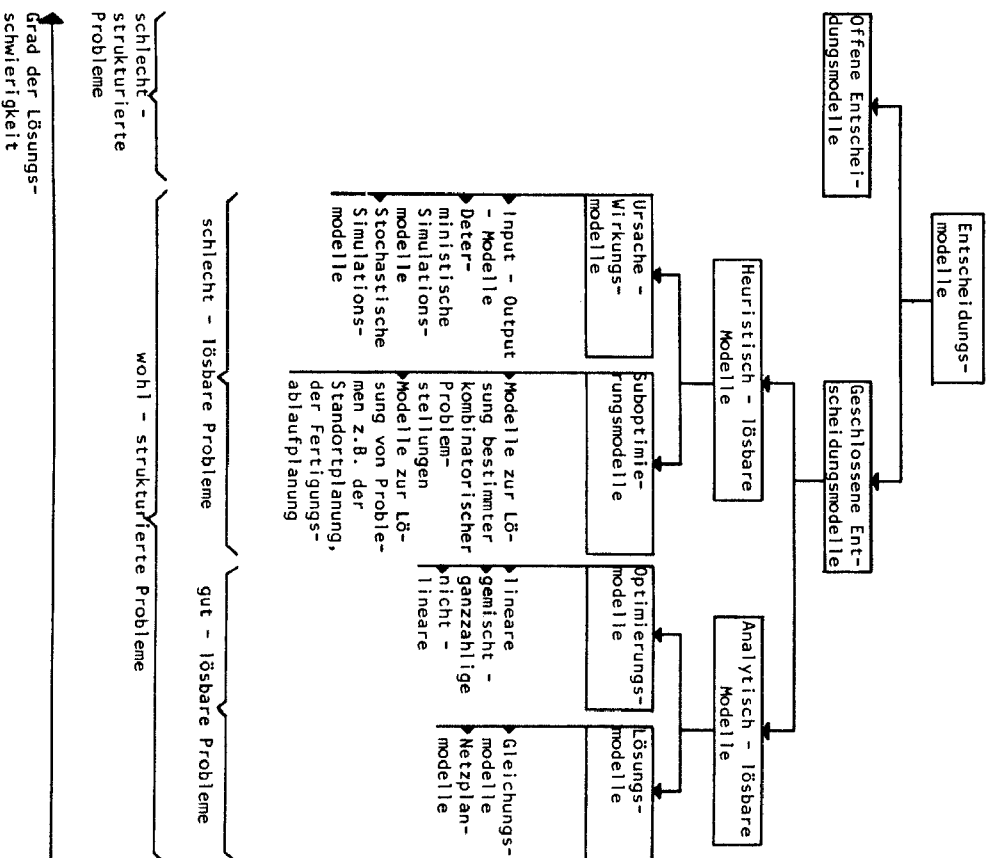 Entscheidungs-
modelle
Offene Entschei-
dungsmodelle
Geschlossene Ent-
scheidungsmodelle
Heuristisch - lösbare
Modelle
Analytisch - lösbare
Modelle
Ursache -
Wirkungs-
modelle
Suboptimie-
rungsmodelle
Optimierungs-
modelle
Lösungs-
modelle
Input - Output
- Modelle
Deter-
ministische
Simulations-
modelle
Stochastische
Simulations-
modelle
Modelle zur Lö-
sung bestimmter
kombinatorischer
Problem-
stellungen
Modelle zur Lö-
sung von Proble-
men z.B. der
Standortplanung,
der Fertigungs-
ablaufplanung
lineare
gemischt -
ganzzahlige
nicht -
lineare
Gleichungs-
modelle
Netzplan-
modelle
schlecht - lösbare Probleme
gut - lösbare Probleme
schlecht -
strukturierte
Probleme
wohl - strukturierte Probleme
Grad der Lösungs-
schwierigkeit